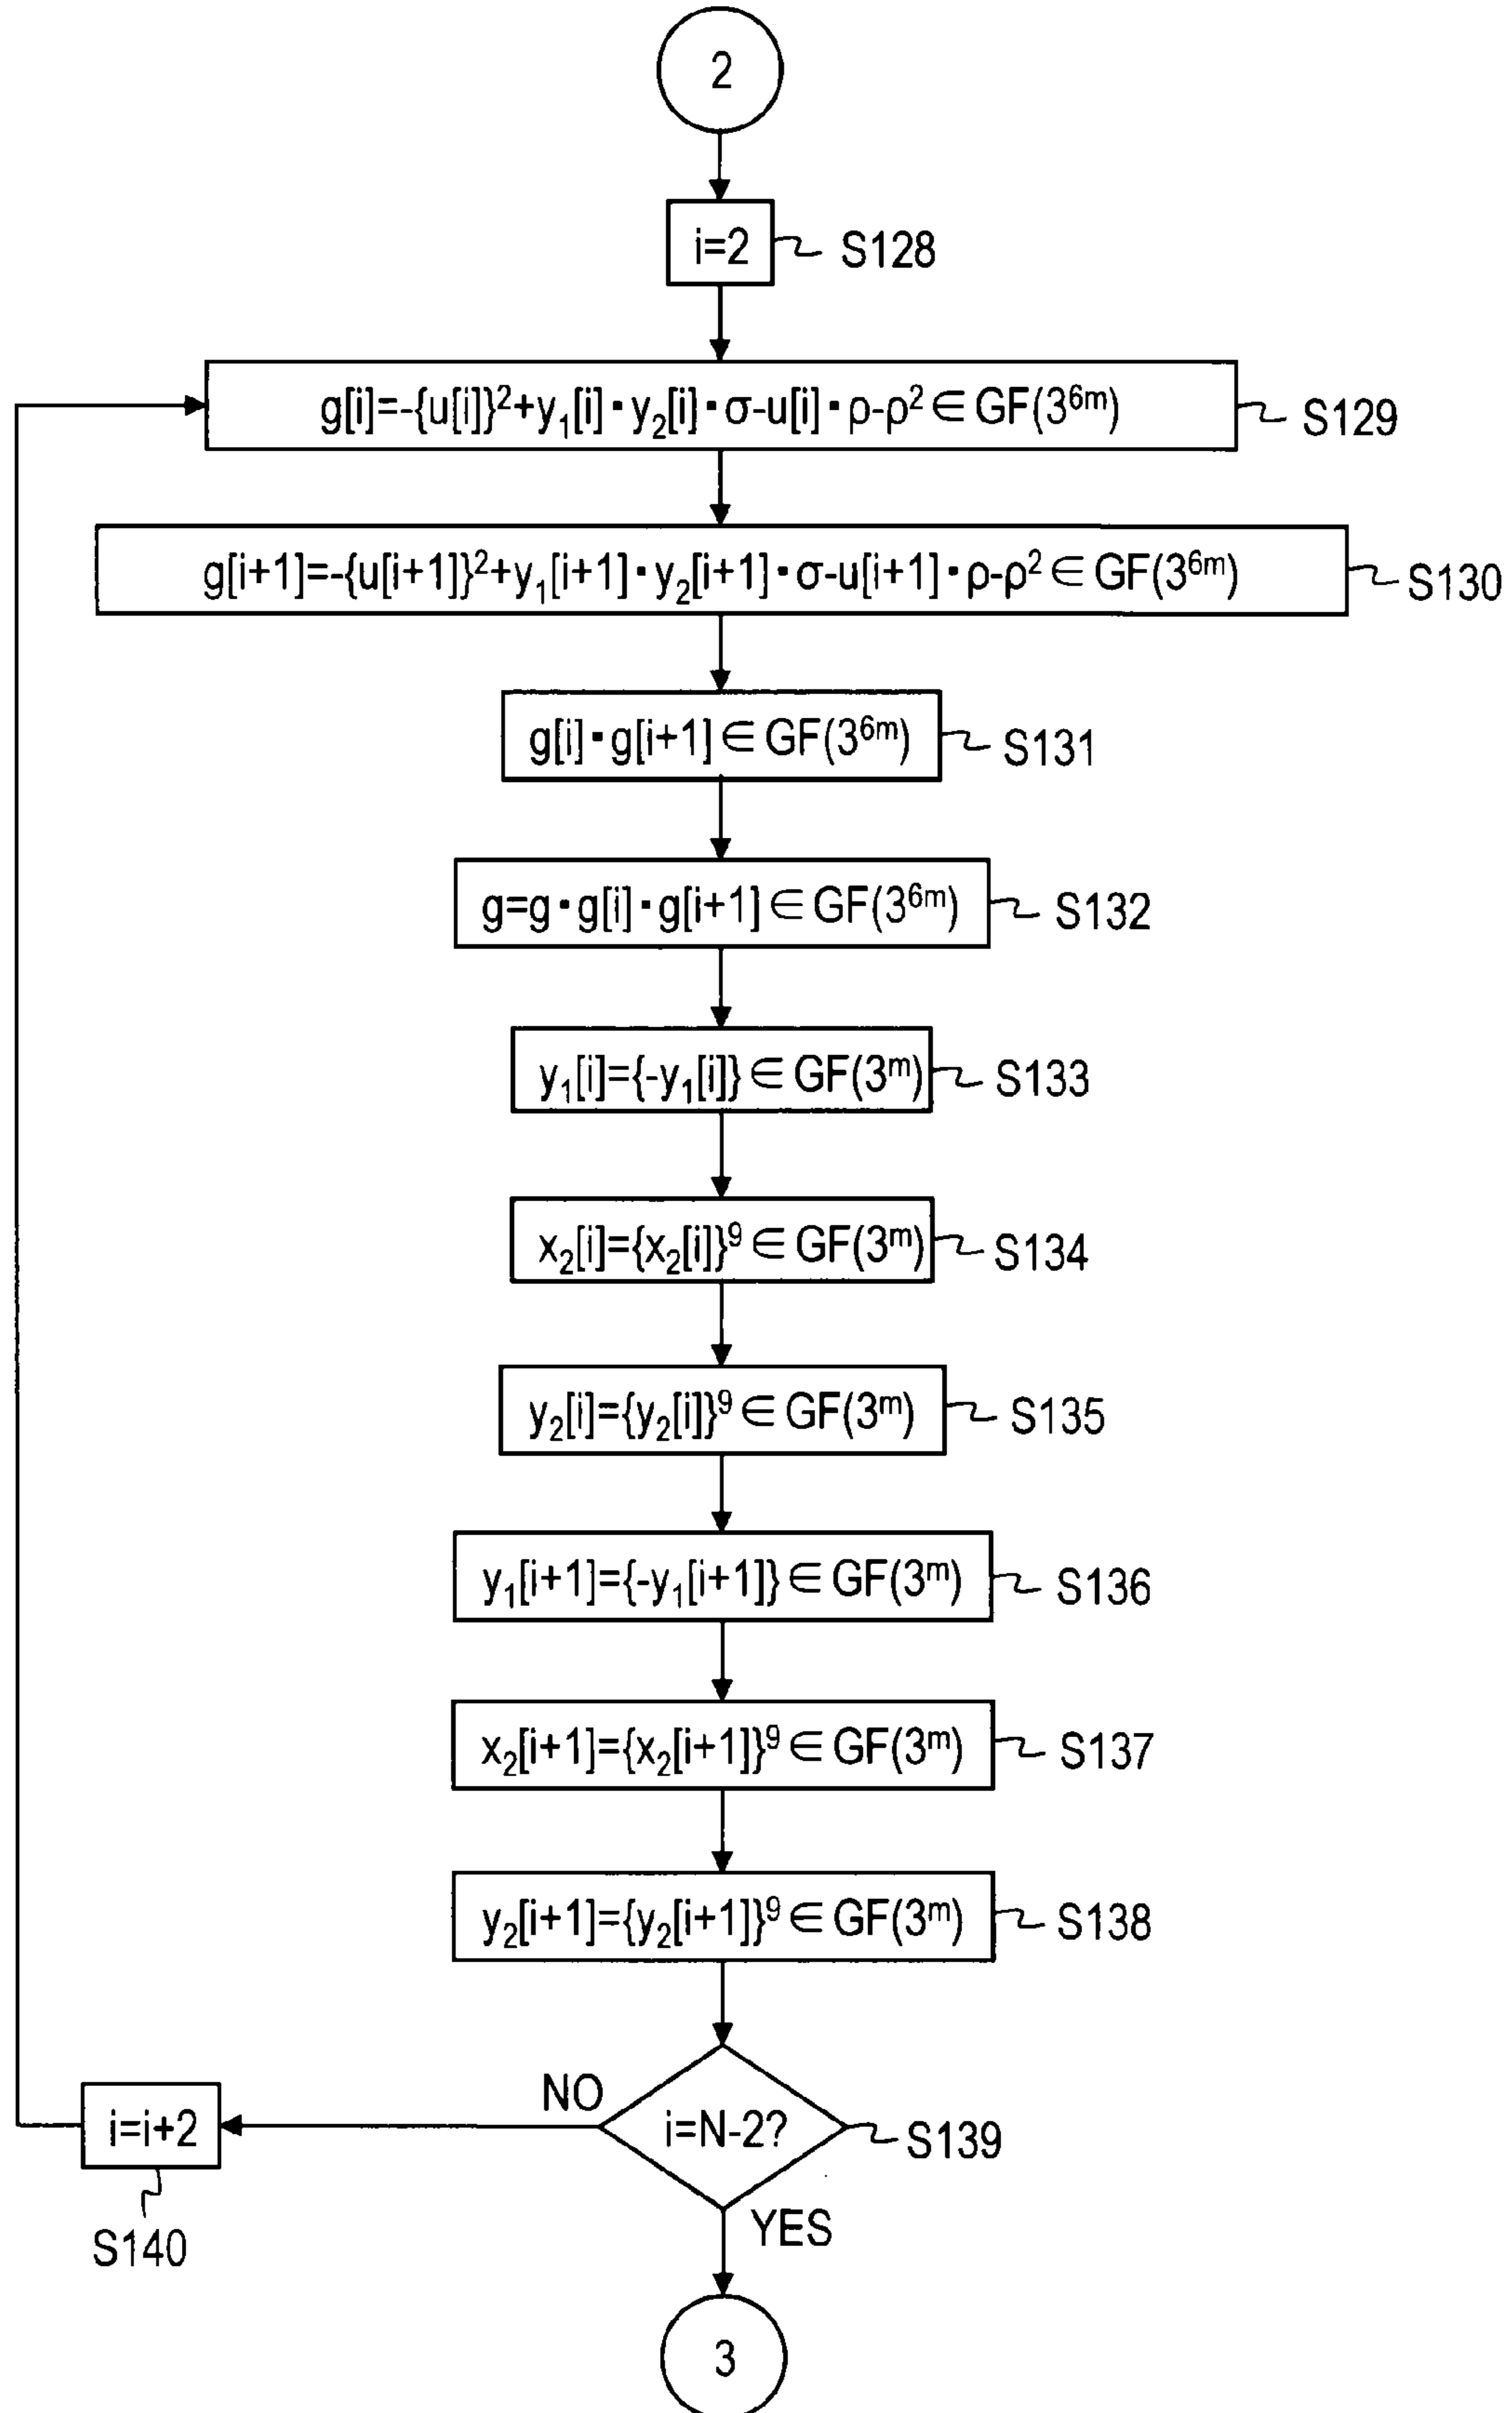 2
i=2
S128
g[i]=-{u[i]}²+y₁[i]・y₂[i]・σ-u[i]・ρ-ρ² ∈ GF(3⁶ᵐ)
S129
g[i+1]=-{u[i+1]}²+y₁[i+1]・y₂[i+1]・σ-u[i+1]・ρ-ρ² ∈ GF(3⁶ᵐ)
S130
g[i]・g[i+1] ∈ GF(3⁶ᵐ)
S131
g=g・g[i]・g[i+1] ∈ GF(3⁶ᵐ)
S132
y₁[i]={-y₁[i]} ∈ GF(3ᵐ)
S133
x₂[i]={x₂[i]}⁹ ∈ GF(3ᵐ)
S134
y₂[i]={y₂[i]}⁹ ∈ GF(3ᵐ)
S135
y₁[i+1]={-y₁[i+1]} ∈ GF(3ᵐ)
S136
x₂[i+1]={x₂[i+1]}⁹ ∈ GF(3ᵐ)
S137
y₂[i+1]={y₂[i+1]}⁹ ∈ GF(3ᵐ)
S138
NO
i=N-2?
S139
i=i+2
S140
YES
3